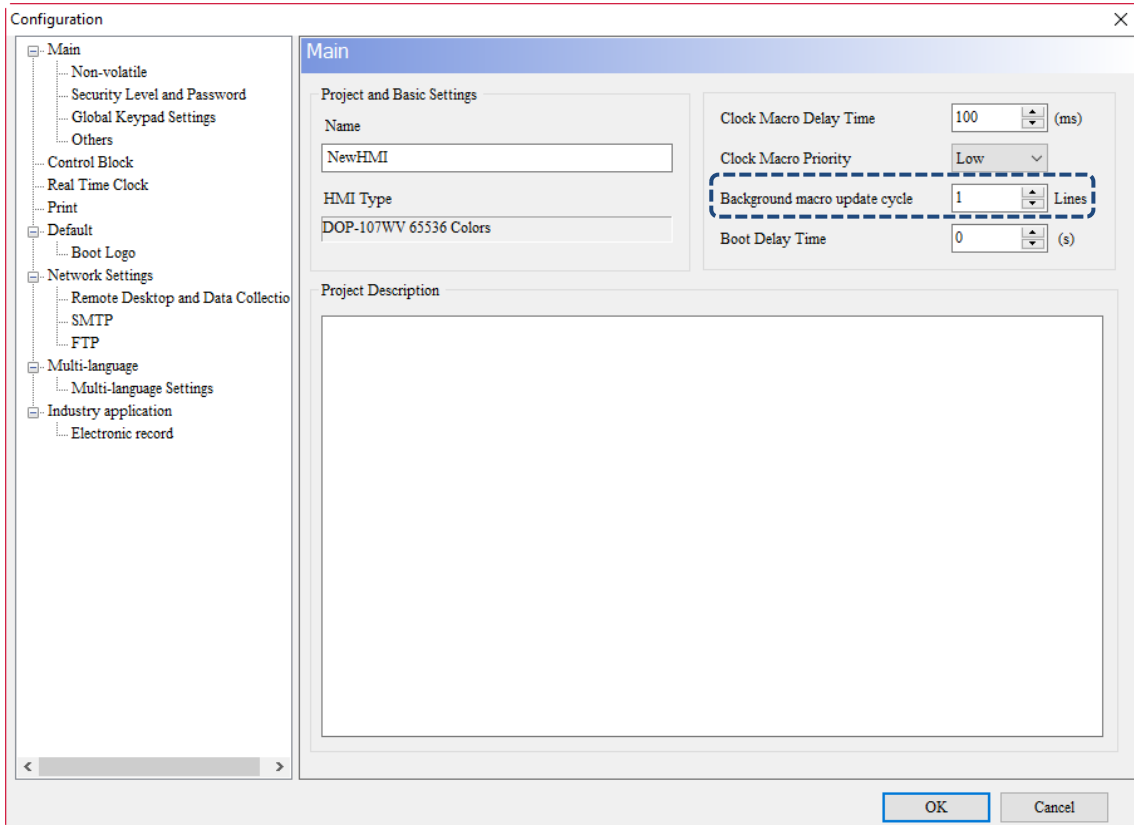 Configuration
Main
Non-volatile
Security Level and Password
Global Keypad Settings
Others
Control Block
Real Time Clock
Print
Default
Boot Logo
Network Settings
Remote Desktop and Data Collectio
SMTP
FTP
Multi-language
Multi-language Settings
Industry application
Electronic record
Main
Project and Basic Settings
Name
NewHMI
HMI Type
DOP-107WV 65536 Colors
Clock Macro Delay Time 100 (ms)
Clock Macro Priority Low
Background macro update cycle 1 Lines
Boot Delay Time 0 (s)
Project Description
OK Cancel